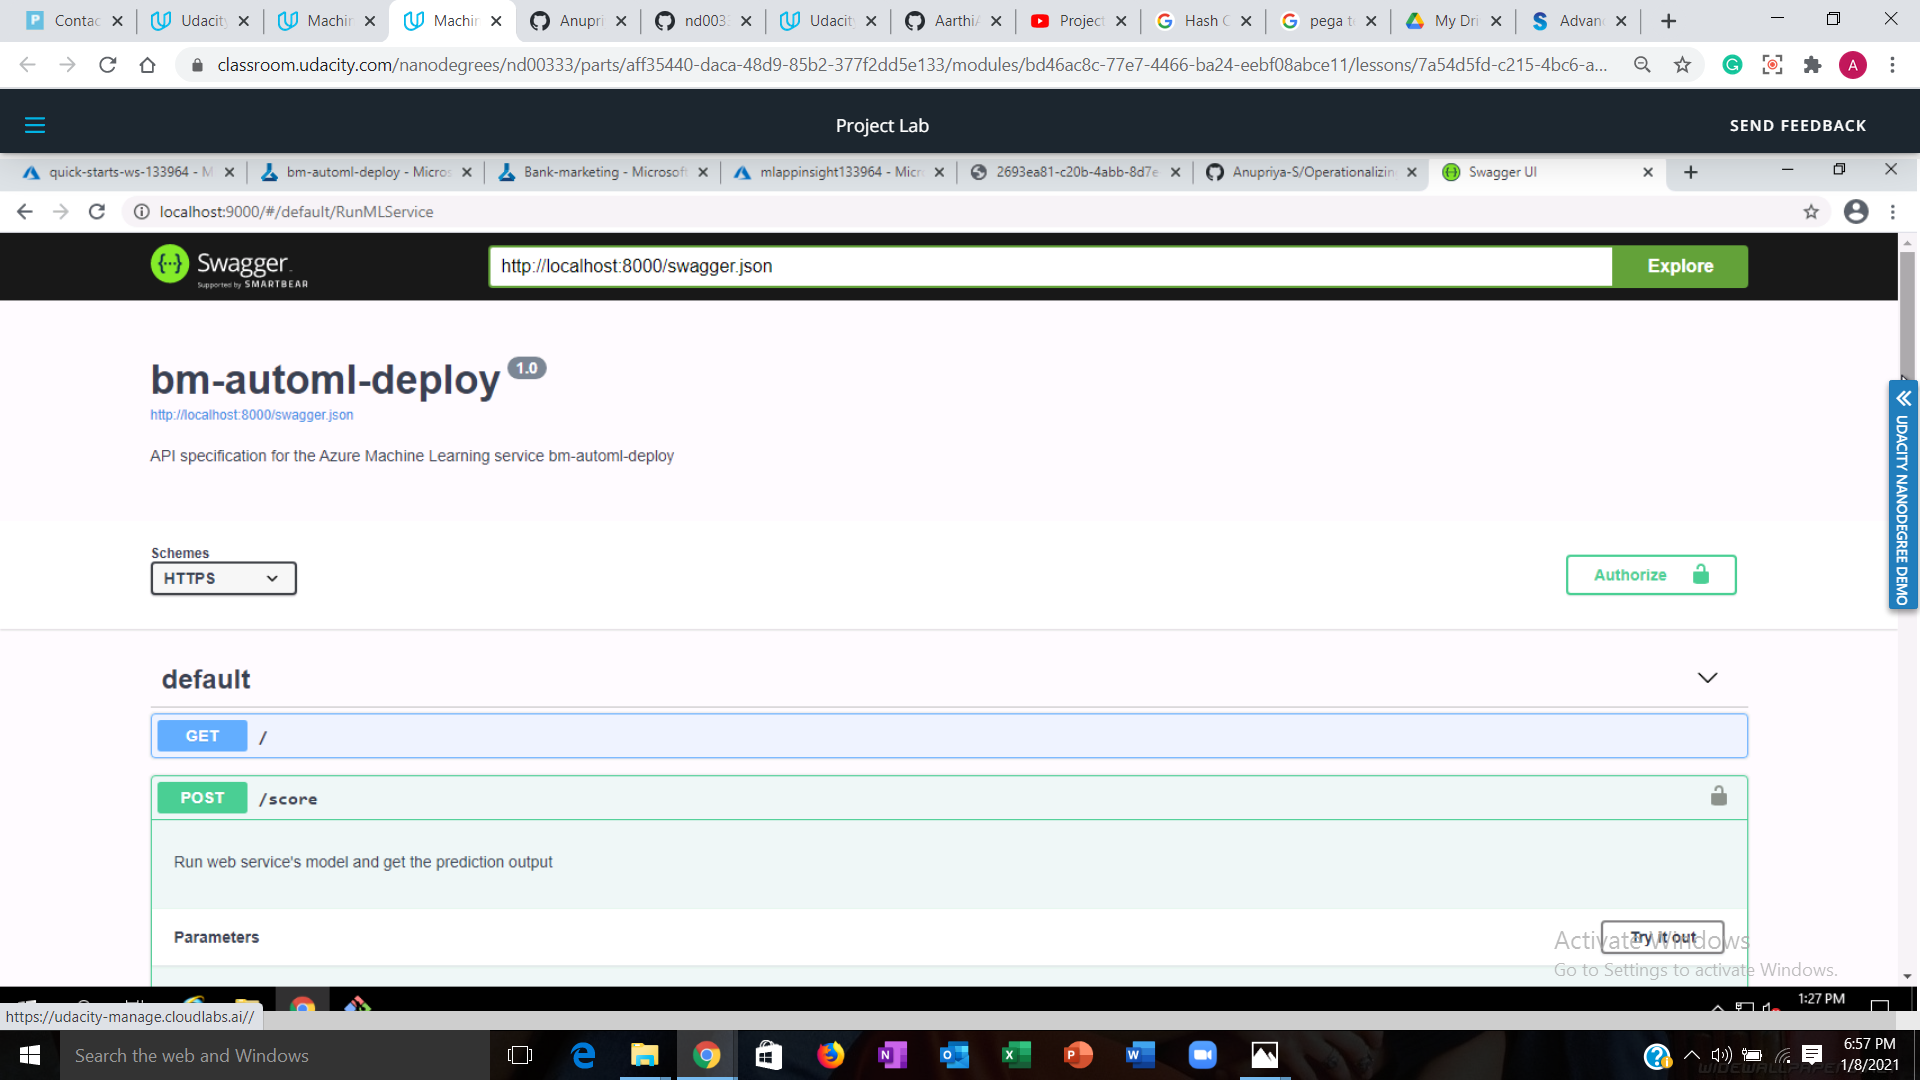 Contac
Udacity
Machin
Machin
Anupri
nd0033
Udacity
AarthiA
Project
Hash C
pega te
My Dri
Advan
classroom.udacity.com/nanodegrees/nd00333/parts/aff35440-daca-48d9-85b2-377f2dd5e133/modules/bd46ac8c-77e7-4466-ba24-eebf08abce11/lessons/7a54d5fd-c215-4bc6-a...
A
Project Lab
SEND FEEDBACK
quick-starts-ws-133964 - M
bm-automl-deploy - Micros
Bank-marketing - Microsoft
mlappinsight133964 - Micr
2693ea81-c20b-4abb-8d7e
Anupriya-S/Operationalizin
Swagger UI
localhost:9000/#/default/RunMLService
Swagger
Supported by SMARTBEAR
http://localhost:8000/swagger.json
Explore
bm-automl-deploy 1.0
http://localhost:8000/swagger.json
API specification for the Azure Machine Learning service bm-automl-deploy
UDACITY NANODEGREE DEMO
Schemes
HTTPS
Authorize
default
GET /
POST /score
Run web service's model and get the prediction output
Parameters
Try it out
Activate Windows
Go to Settings to activate Windows.
1:27 PM
https://udacity-manage.cloudlabs.ai//
Search the web and Windows
6:57 PM
1/8/2021